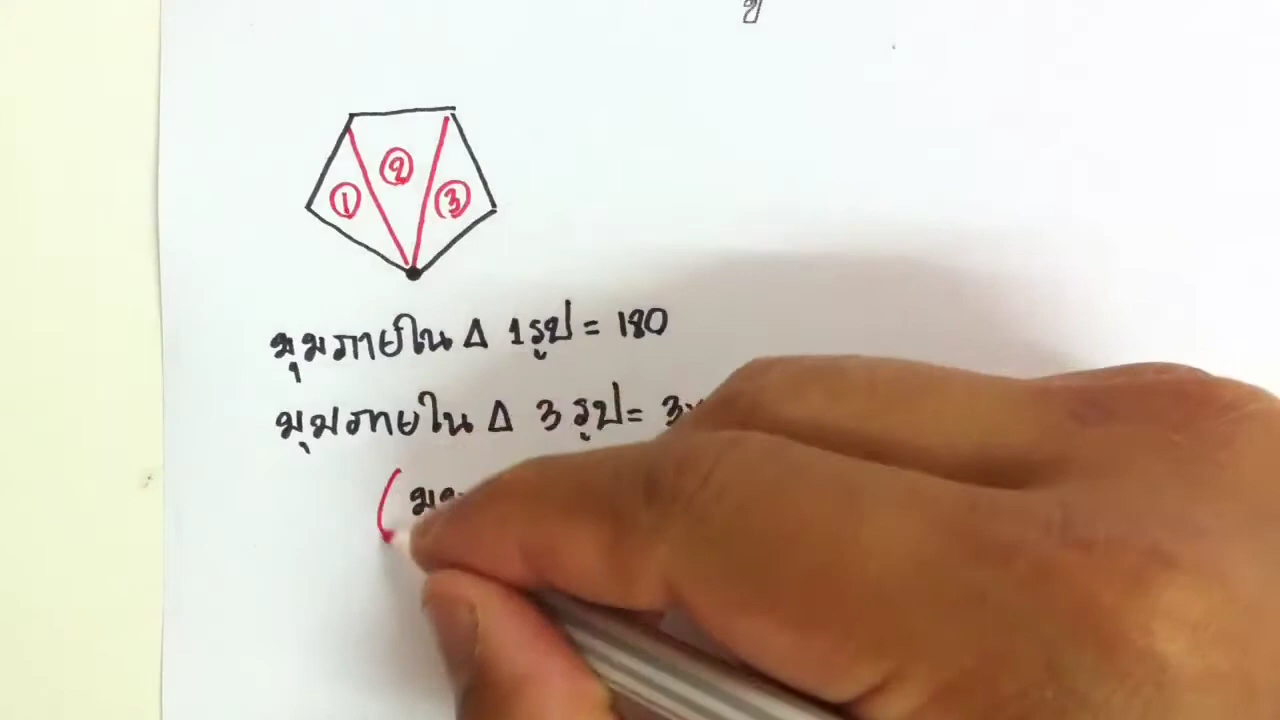 1 2 3
มุมภายใน Δ 1 รูป = 180
มุมภายใน Δ 3 รูป = 3×
(